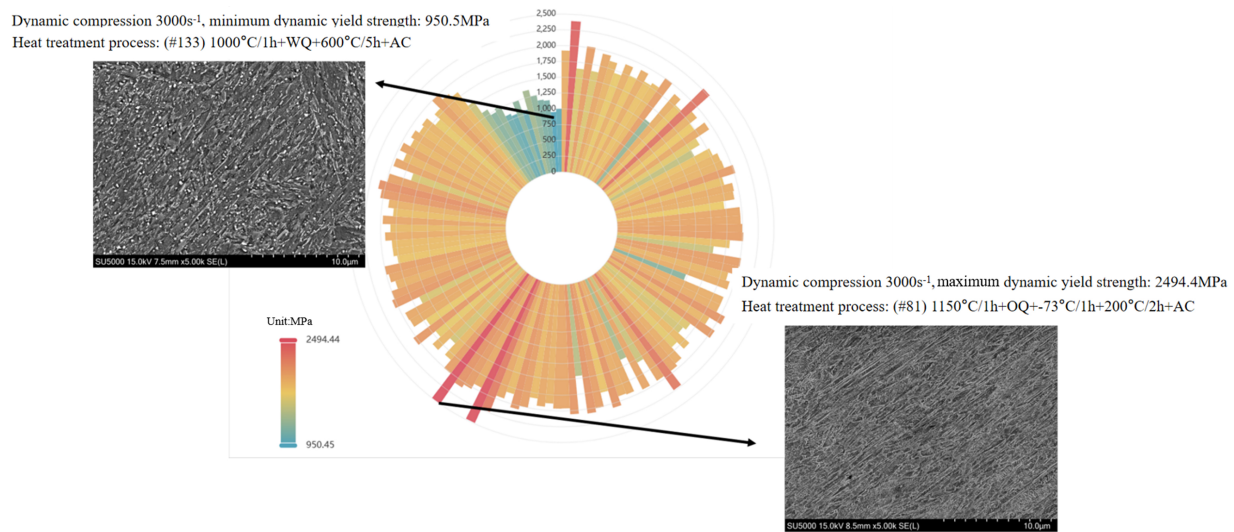 Dynamic compression 3000s⁻¹, minimum dynamic yield strength: 950.5MPa
Heat treatment process: (#133) 1000°C/1h+WQ+600°C/5h+AC
SU5000 15.0kV 7.5mm x5.00k SE(L) 10.0μm
2,500
2,250
2,000
1,750
1,500
1,250
1,000
750
500
250
0
Dynamic compression 3000s⁻¹, maximum dynamic yield strength: 2494.4MPa
Heat treatment process: (#81) 1150°C/1h+OQ+-73°C/1h+200°C/2h+AC
Unit:MPa
2494.44
950.45
SU5000 15.0kV 8.5mm x5.00k SE(L) 10.0μm